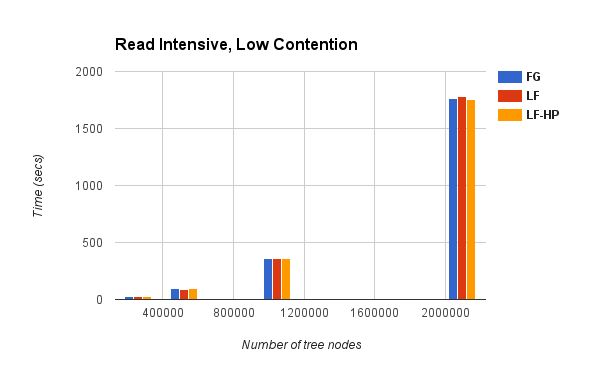 Read Intensive, Low Contention
2000
1500
1000
500
0
Time (secs)
400000 800000 1200000 1600000 2000000
Number of tree nodes
FG
LF
LF-HP